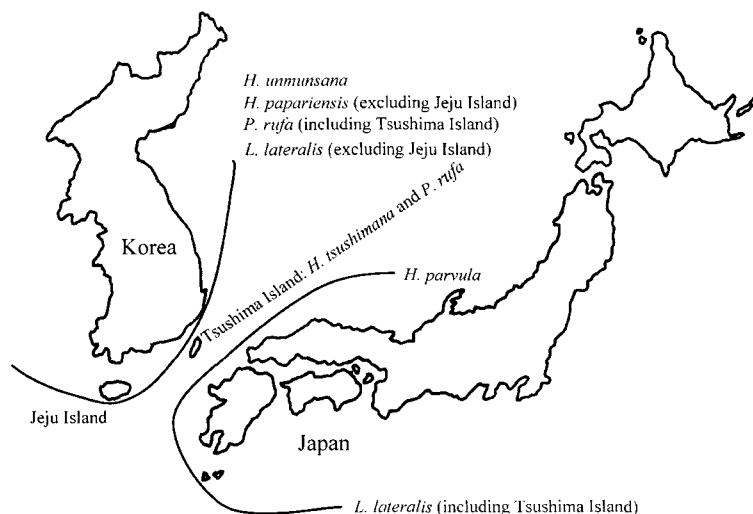 H. unmunsana
H. papariensis (excluding Jeju Island)
P. rufa (including Tsushima Island)
L. lateralis (excluding Jeju Island)
Korea
Tsushima Island: H. tsushimana and P. rufa
H. parvula
Jeju Island
Japan
L. lateralis (including Tsushima Island)